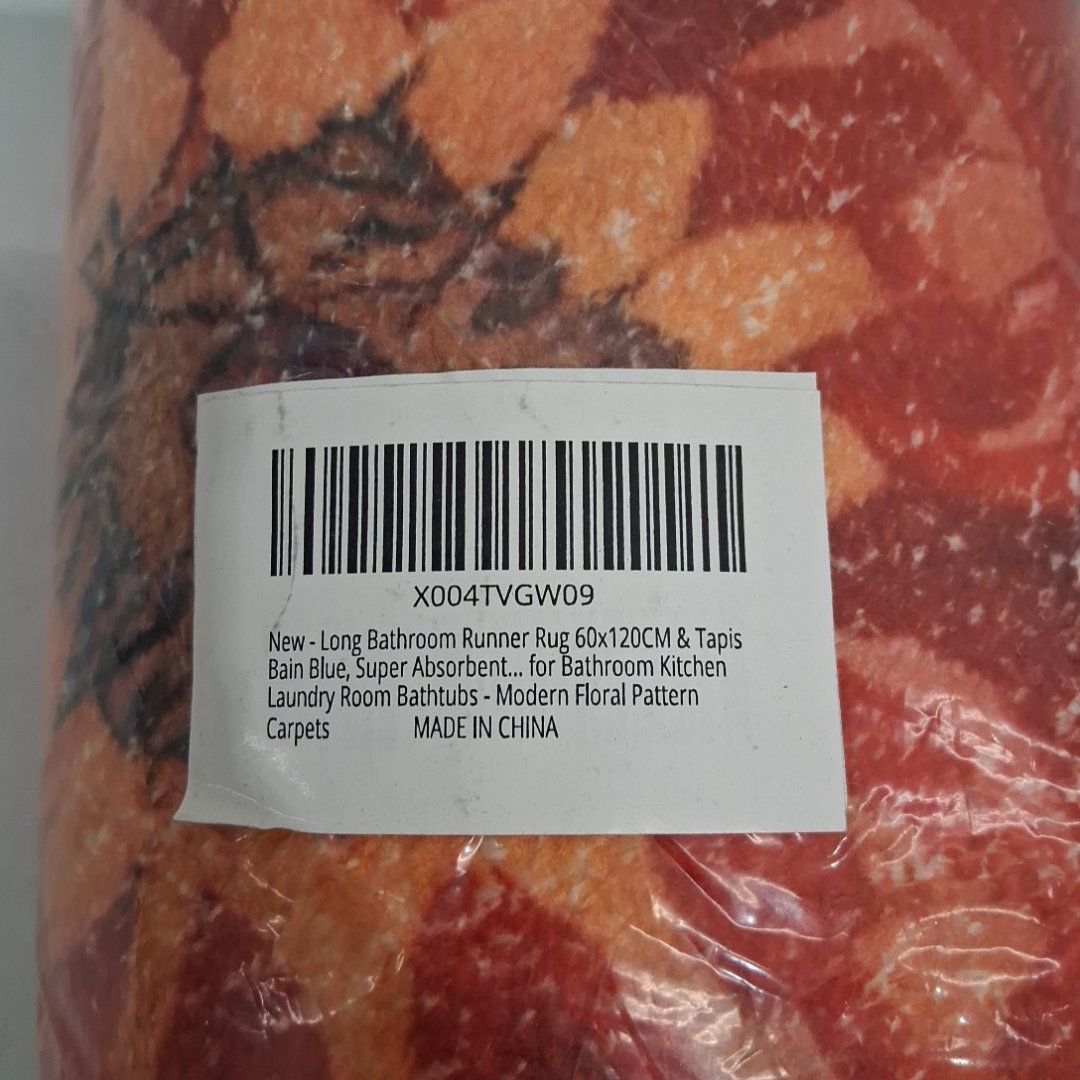 X004TVGW09
New - Long Bathroom Runner Rug 60x120CM & Tapis
Bain Blue, Super Absorbent... for Bathroom Kitchen
Laundry Room Bathtubs - Modern Floral Pattern
Carpets MADE IN CHINA